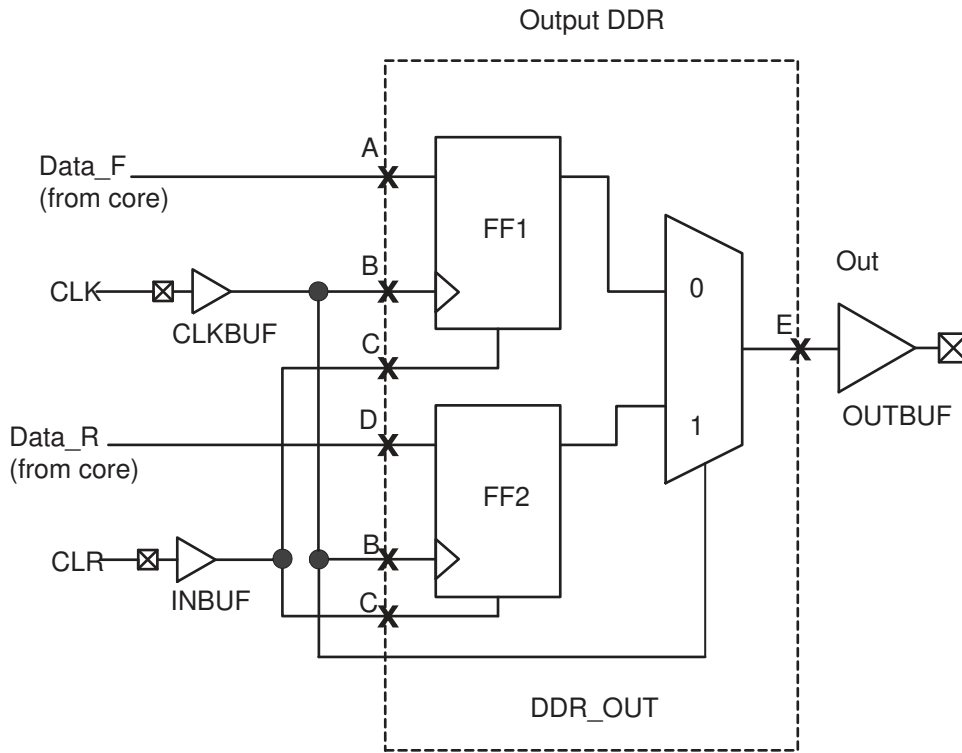 Output DDR
A
Data_F
(from core)
FF1
B
CLK
CLKBUF
0
Out
E
C
OUTBUF
D
Data_R
(from core)
1
FF2
B
CLR
INBUF
C
DDR_OUT